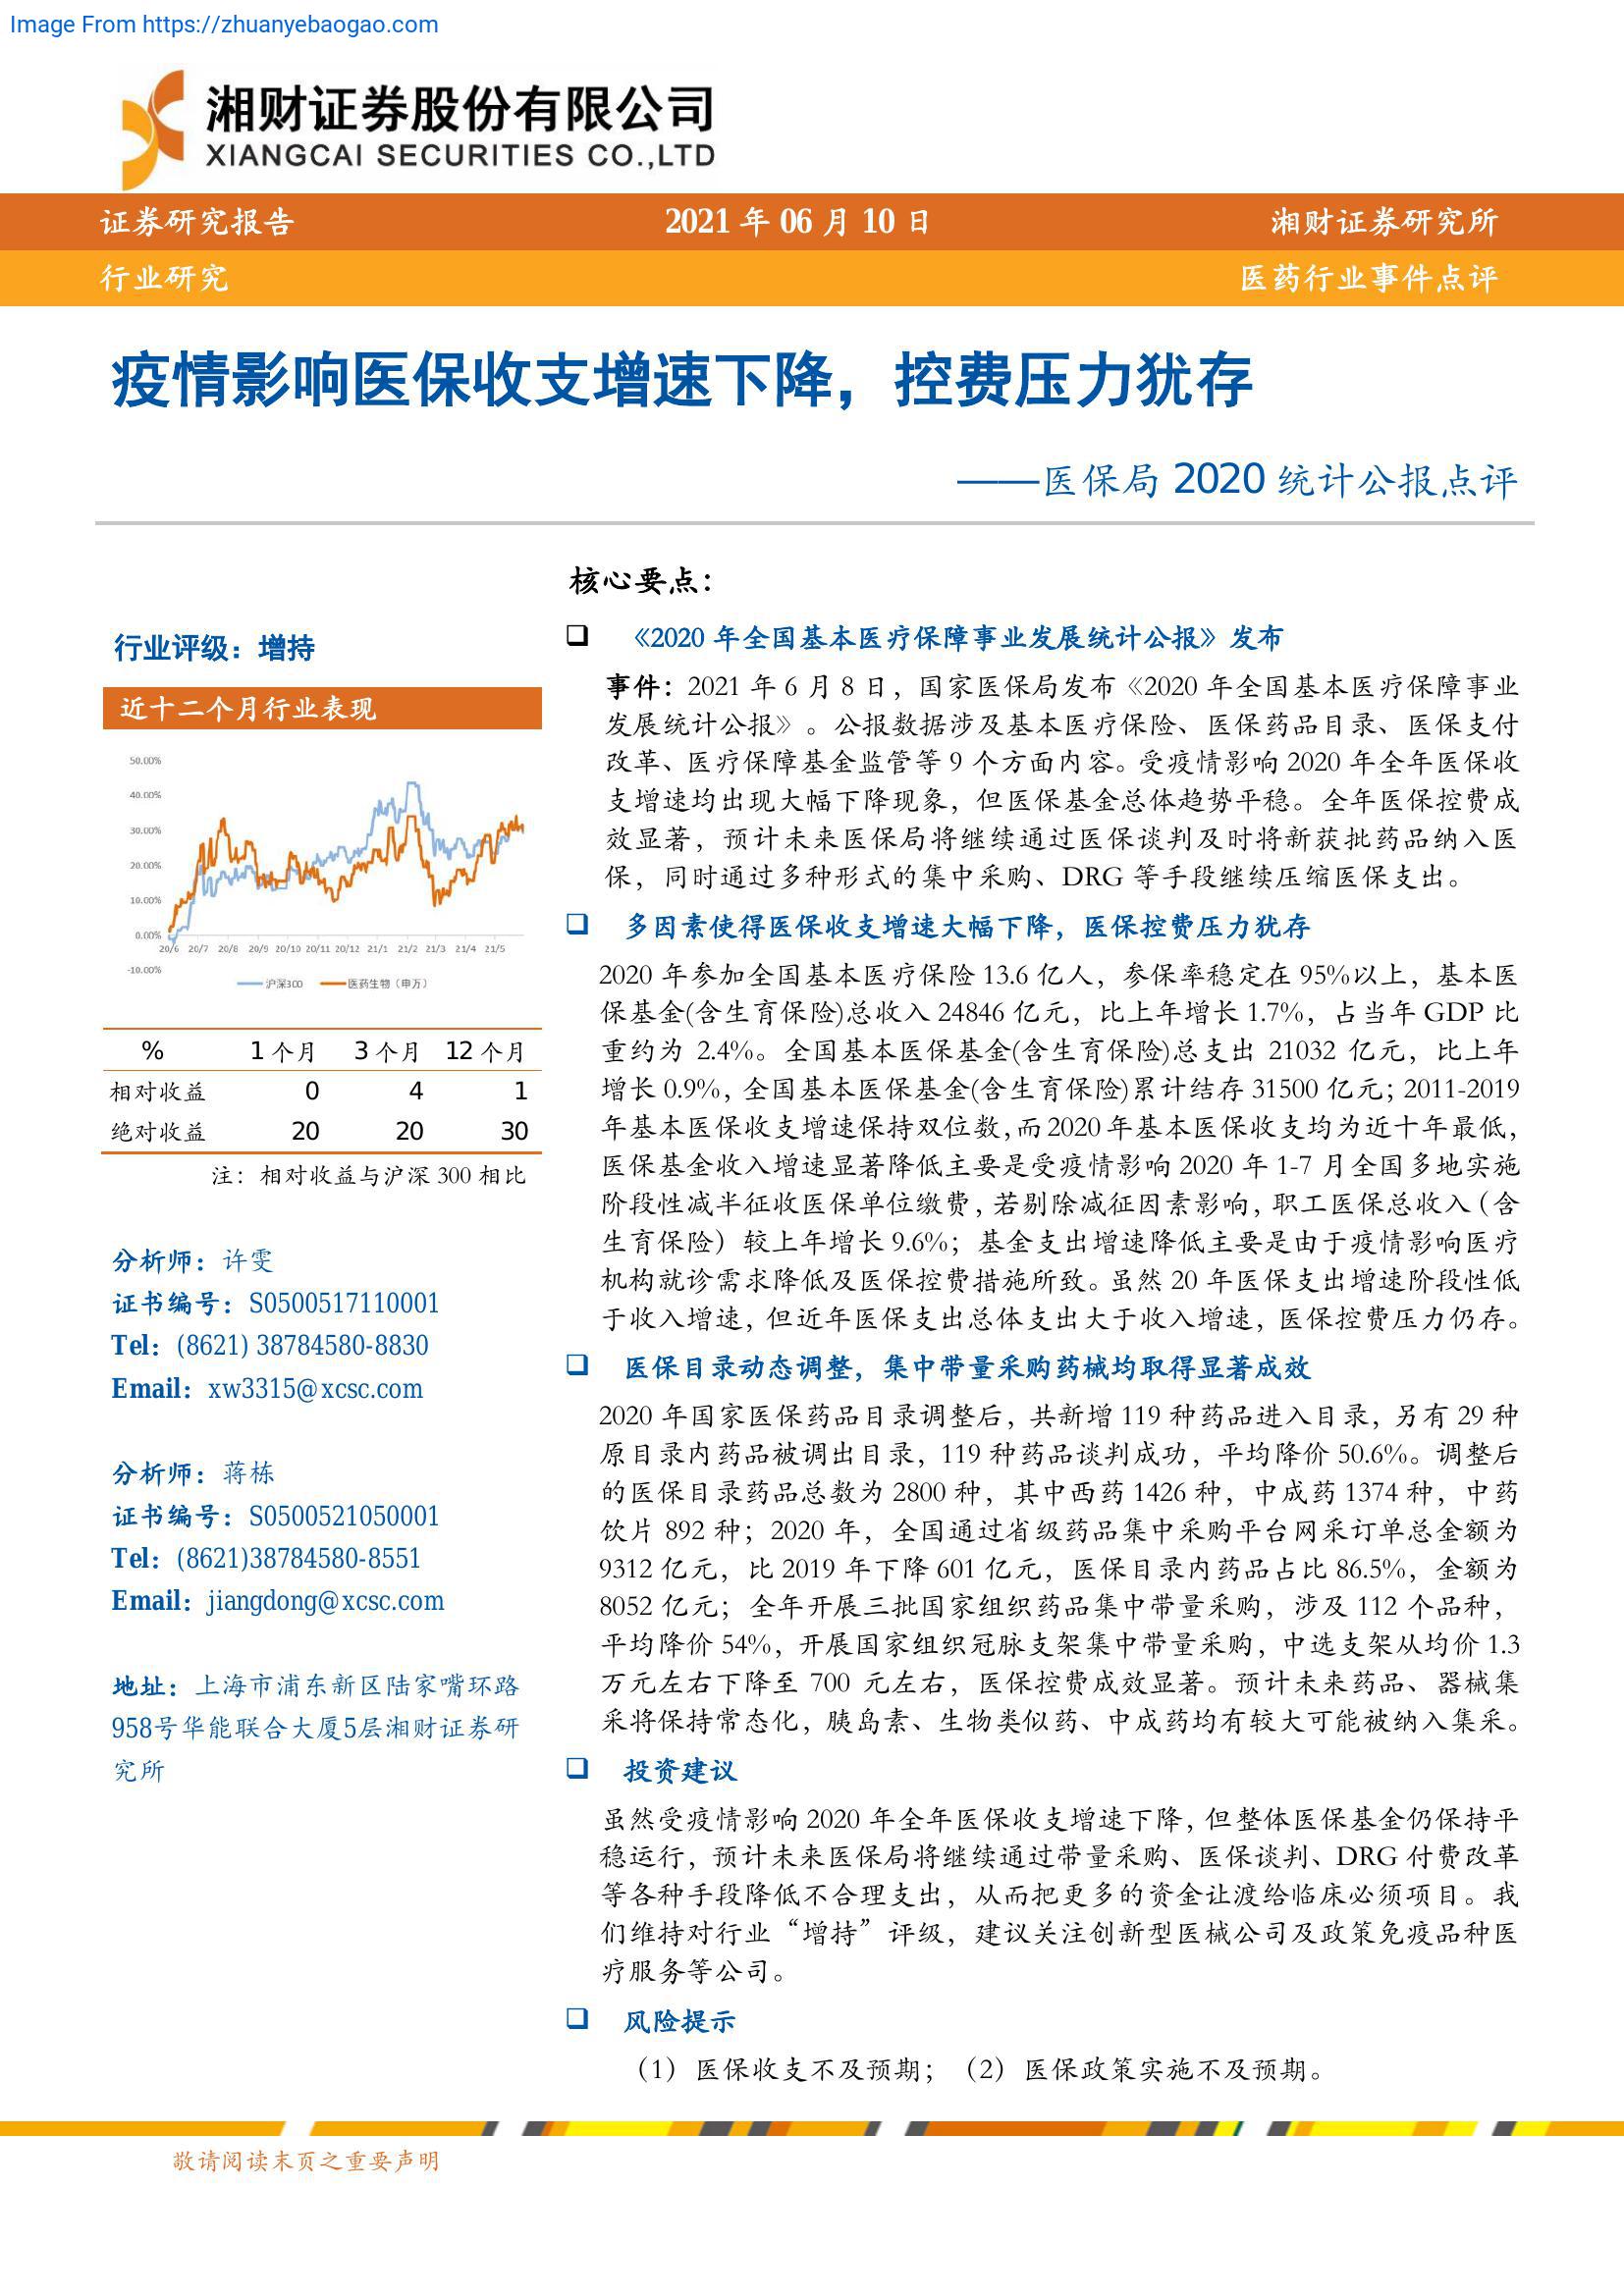 Image From https://zhuanyebaogao.com
湘财证券股份有限公司
XIANGCAI SECURITIES CO.,LTD
证券研究报告 2021 年 06 月 10 日 湘财证券研究所
行业研究 医药行业事件点评
疫情影响医保收支增速下降，控费压力犹存
——医保局 2020 统计公报点评
行业评级：增持
近十二个月行业表现
50.00%
40.00%
30.00%
20.00%
10.00%
0.00%
20/6 20/7 20/8 20/9 20/10 20/11 20/12 21/1 21/2 21/3 21/4 21/5
-10.00%
沪深300 医药生物（申万）
% 1 个月 3 个月 12 个月
相对收益 0 4 1
绝对收益 20 20 30
注：相对收益与沪深 300 相比
分析师：许雯
证书编号：S0500517110001
Tel：(8621) 38784580-8830
Email：xw3315@xcsc.com
分析师：蒋栋
证书编号：S0500521050001
Tel：(8621)38784580-8551
Email：jiangdong@xcsc.com
地址：上海市浦东新区陆家嘴环路
958号华能联合大厦5层湘财证券研
究所
核心要点：
❑ 《2020 年全国基本医疗保障事业发展统计公报》发布
事件：2021 年 6 月 8 日，国家医保局发布《2020 年全国基本医疗保障事业
发展统计公报》。公报数据涉及基本医疗保险、医保药品目录、医保支付
改革、医疗保障基金监管等 9 个方面内容。受疫情影响 2020 年全年医保收
支增速均出现大幅下降现象，但医保基金总体趋势平稳。全年医保控费成
效显著，预计未来医保局将继续通过医保谈判及时将新获批药品纳入医
保，同时通过多种形式的集中采购、DRG 等手段继续压缩医保支出。
❑ 多因素使得医保收支增速大幅下降，医保控费压力犹存
2020 年参加全国基本医疗保险 13.6 亿人，参保率稳定在 95%以上，基本医
保基金(含生育保险)总收入 24846 亿元，比上年增长 1.7%，占当年 GDP 比
重约为 2.4%。全国基本医保基金(含生育保险)总支出 21032 亿元，比上年
增长 0.9%，全国基本医保基金(含生育保险)累计结存 31500 亿元；2011-2019
年基本医保收支增速保持双位数，而 2020 年基本医保收支均为近十年最低，
医保基金收入增速显著降低主要是受疫情影响 2020 年 1-7 月全国多地实施
阶段性减半征收医保单位缴费，若剔除减征因素影响，职工医保总收入（含
生育保险）较上年增长 9.6%；基金支出增速降低主要是由于疫情影响医疗
机构就诊需求降低及医保控费措施所致。虽然 20 年医保支出增速阶段性低
于收入增速，但近年医保支出总体支出大于收入增速，医保控费压力仍存。
❑ 医保目录动态调整，集中带量采购药械均取得显著成效
2020 年国家医保药品目录调整后，共新增 119 种药品进入目录，另有 29 种
原目录内药品被调出目录，119 种药品谈判成功，平均降价 50.6%。调整后
的医保目录药品总数为 2800 种，其中西药 1426 种，中成药 1374 种，中药
饮片 892 种；2020 年，全国通过省级药品集中采购平台网采订单总金额为
9312 亿元，比 2019 年下降 601 亿元，医保目录内药品占比 86.5%，金额为
8052 亿元；全年开展三批国家组织药品集中带量采购，涉及 112 个品种，
平均降价 54%，开展国家组织冠脉支架集中带量采购，中选支架从均价 1.3
万元左右下降至 700 元左右，医保控费成效显著。预计未来药品、器械集
采将保持常态化，胰岛素、生物类似药、中成药均有较大可能被纳入集采。
❑ 投资建议
虽然受疫情影响 2020 年全年医保收支增速下降，但整体医保基金仍保持平
稳运行，预计未来医保局将继续通过带量采购、医保谈判、DRG 付费改革
等各种手段降低不合理支出，从而把更多的资金让渡给临床必须项目。我
们维持对行业“增持”评级，建议关注创新型医械公司及政策免疫品种医
疗服务等公司。
❑ 风险提示
（1）医保收支不及预期；（2）医保政策实施不及预期。
敬请阅读末页之重要声明